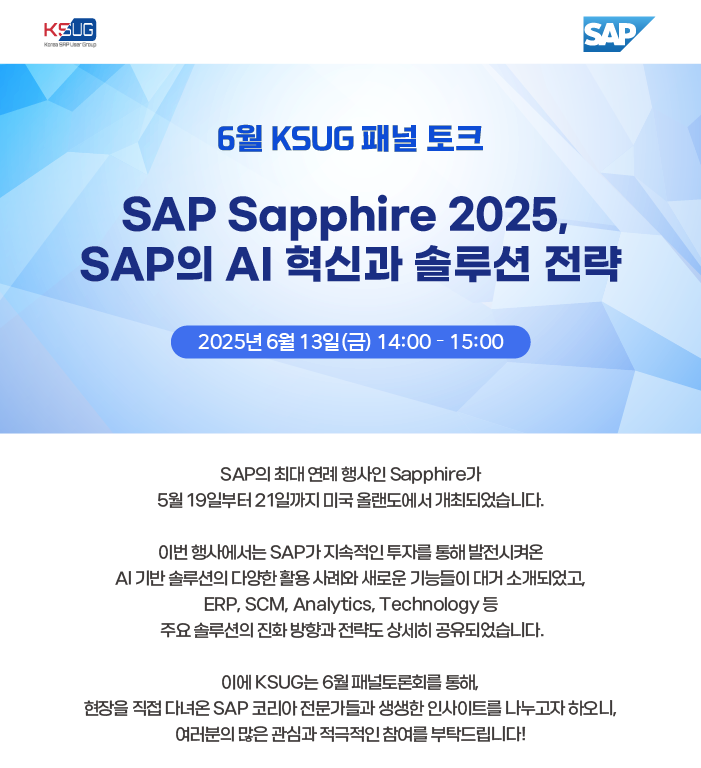 KSUG
Korea SAP User Group
SAP
6월 KSUG 패널 토크
SAP Sapphire 2025,
SAP의 AI 혁신과 솔루션 전략
2025년 6월 13일(금) 14:00 - 15:00
SAP의 최대 연례 행사인 Sapphire가
5월 19일부터 21일까지 미국 올랜도에서 개최되었습니다.
이번 행사에서는 SAP가 지속적인 투자를 통해 발전시켜온
AI 기반 솔루션의 다양한 활용 사례와 새로운 기능들이 대거 소개되었고,
ERP, SCM, Analytics, Technology 등
주요 솔루션의 진화 방향과 전략도 상세히 공유되었습니다.
이에 KSUG는 6월 패널토론회를 통해,
현장을 직접 다녀온 SAP 코리아 전문가들과 생생한 인사이트를 나누고자 하오니,
여러분의 많은 관심과 적극적인 참여를 부탁드립니다!